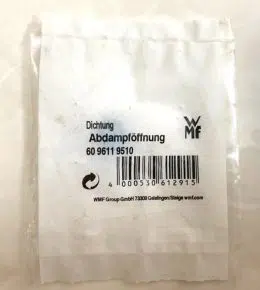 Dichtung
Abdampföffnung
WMF
60 9611 9510
4 000530 612915
WMF Group GmbH 73309 Geislingen/Steige wmf.com